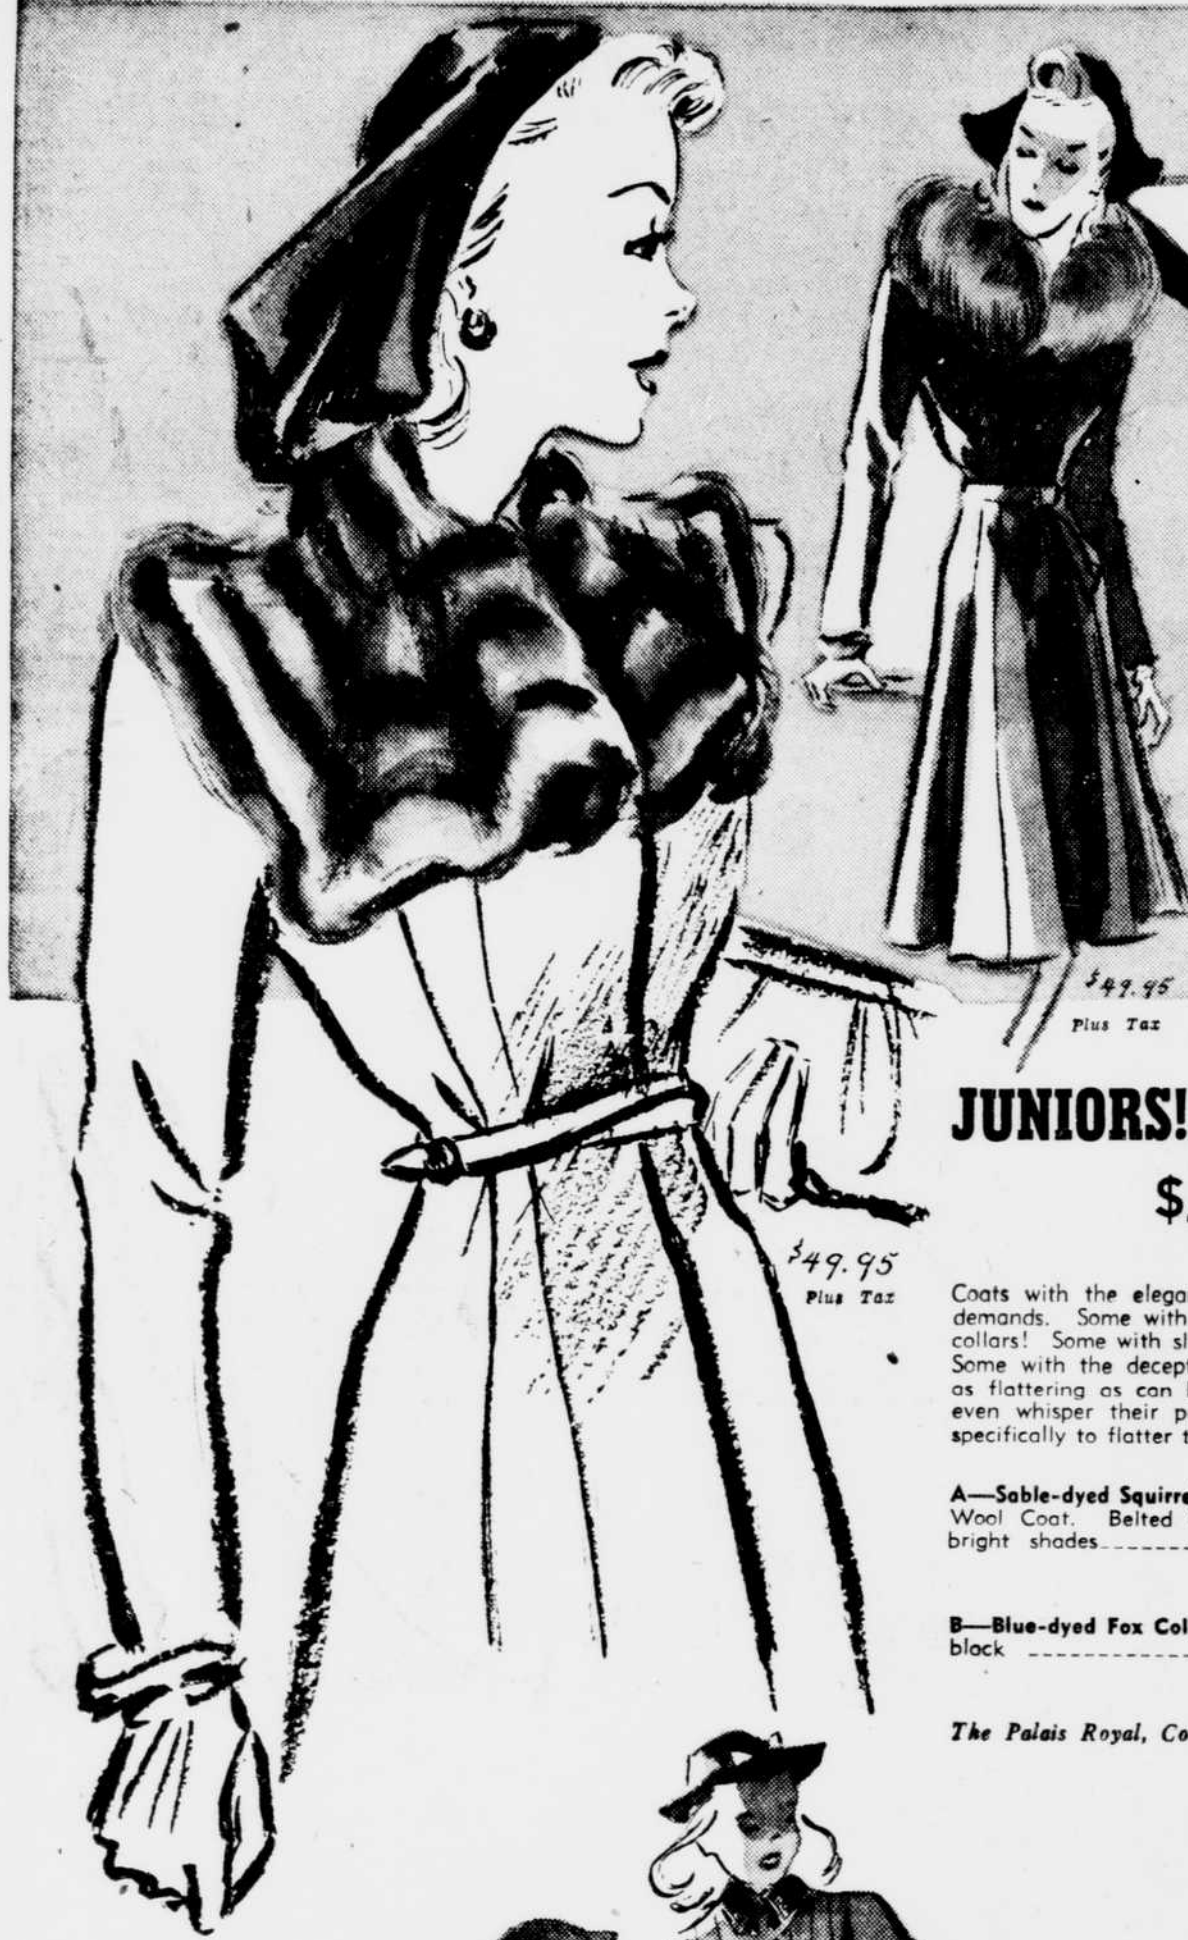 $49.95
Plus Tax
JUNIORS!
$
$49.95
Plus Tax
Coats with the elega
demands. Some with
collars! Some with sl
Some with the decept
as flattering as can
even whisper their p
specifically to flatter t
A—Sable-dyed Squirre
Wool Coat. Belted
bright shades
B—Blue-dyed Fox Col
black
The Palais Royal, Co